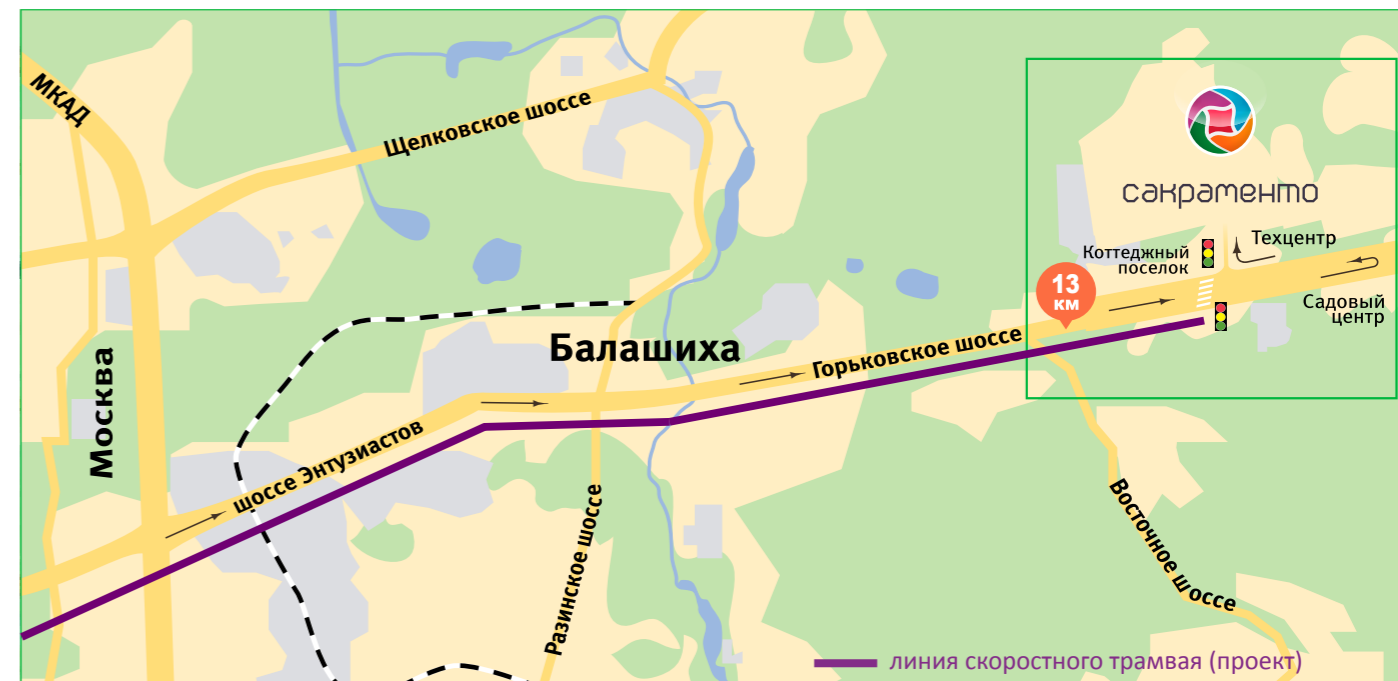 МКАД
Щелковское шоссе
сакраменто
Коттеджный
поселок
Техцентр
13
км
Садовый
центр
Балашиха
Горьковское шоссе
Москва
шоссе Энтузиастов
Разинское шоссе
Восточное шоссе
линия скоростного трамвая (проект)